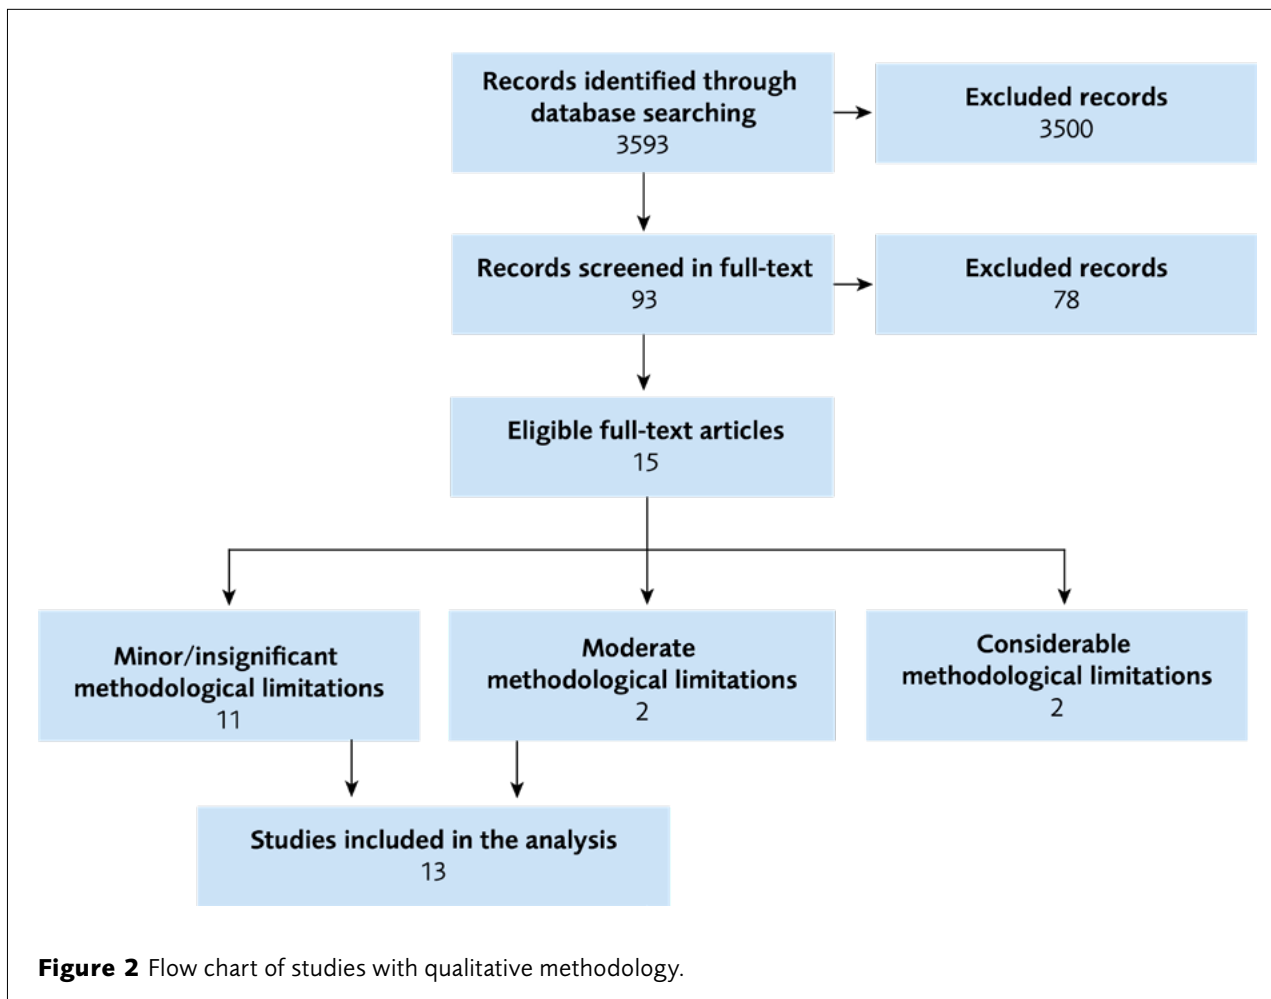 Records identified through
database searching
3593
Excluded records
3500
Records screened in full-text
93
Excluded records
78
Eligible full-text articles
15
Minor/insignificant
methodological limitations
11
Moderate
methodological limitations
2
Considerable
methodological limitations
2
Studies included in the analysis
13
Figure 2 Flow chart of studies with qualitative methodology.